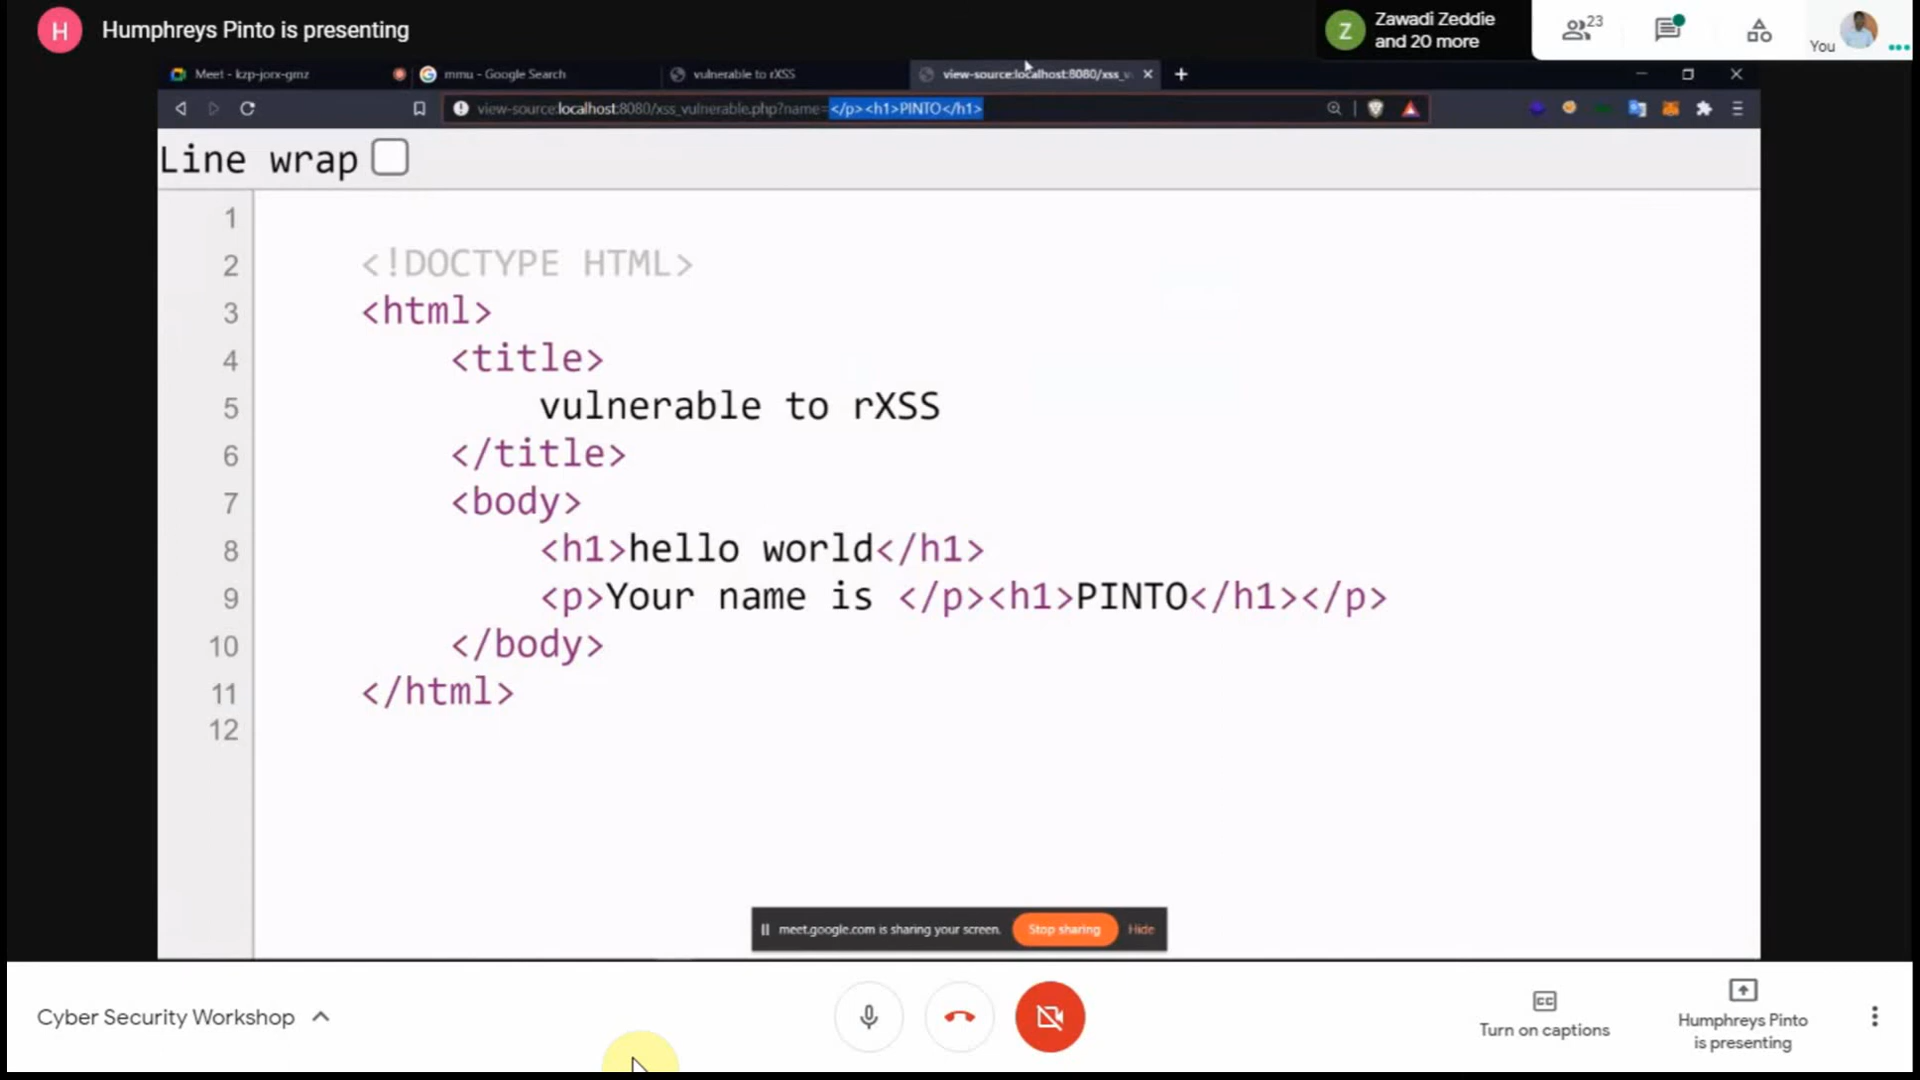 H Humphreys Pinto is presenting
Z Zawadi Zeddie
and 20 more
23
You
Meet - kzp-jorx-gmz
mmu - Google Search
vulnerable to rXSS
view-source:localhost:8080/xss_v
view-source:localhost:8080/xss_vulnerable.php?name=</p><h1>PINTO</h1>
Line wrap
1
2 <!DOCTYPE HTML>
3 <html>
4 <title>
5 vulnerable to rXSS
6 </title>
7 <body>
8 <h1>hello world</h1>
9 <p>Your name is </p><h1>PINTO</h1></p>
10 </body>
11 </html>
12
meet.google.com is sharing your screen. Stop sharing Hide
Cyber Security Workshop
CC
Turn on captions
Humphreys Pinto
is presenting